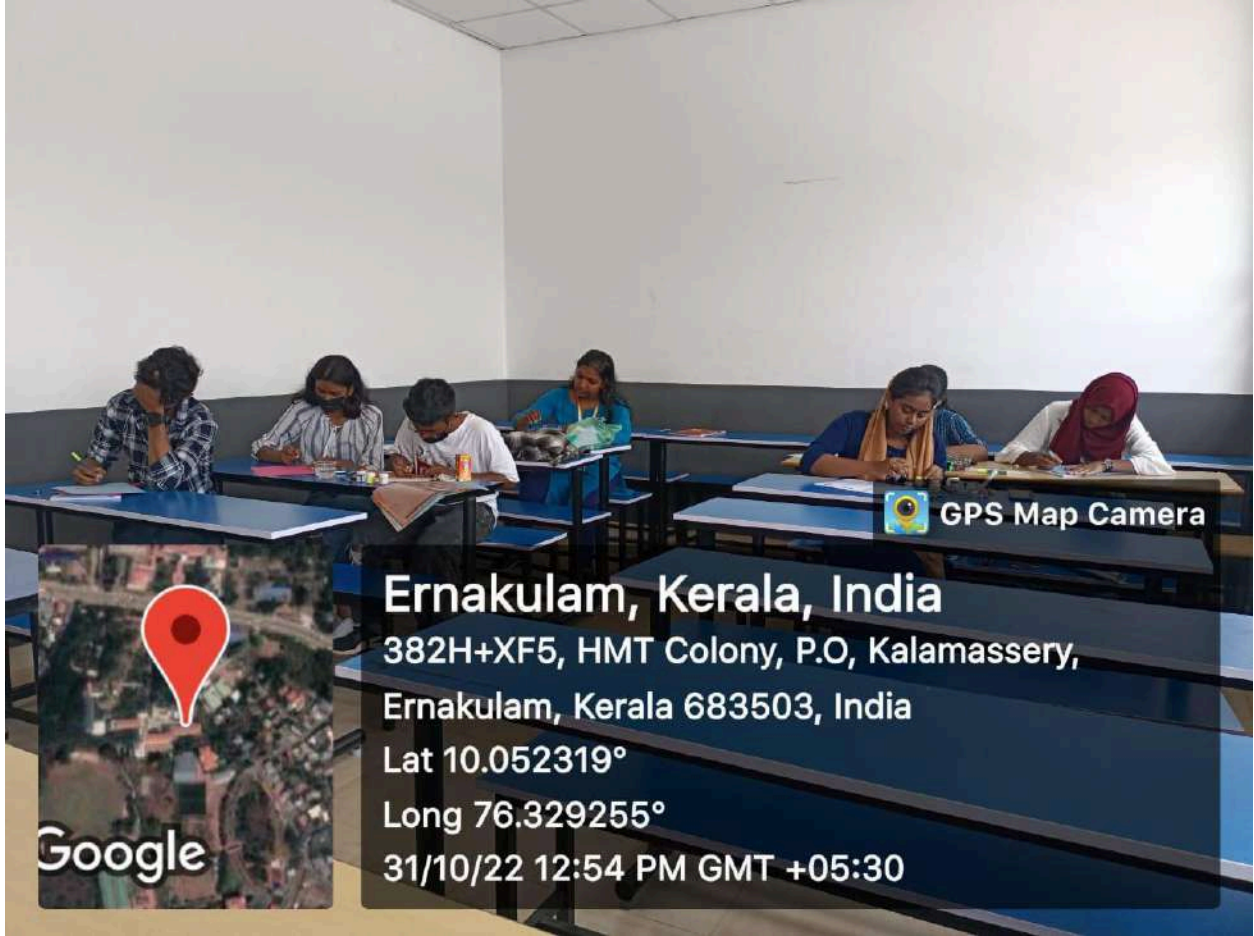 GPS Map Camera
Ernakulam, Kerala, India
382H+XF5, HMT Colony, P.O, Kalamassery,
Ernakulam, Kerala 683503, India
Lat 10.052319°
Long 76.329255°
31/10/22 12:54 PM GMT +05:30
Google